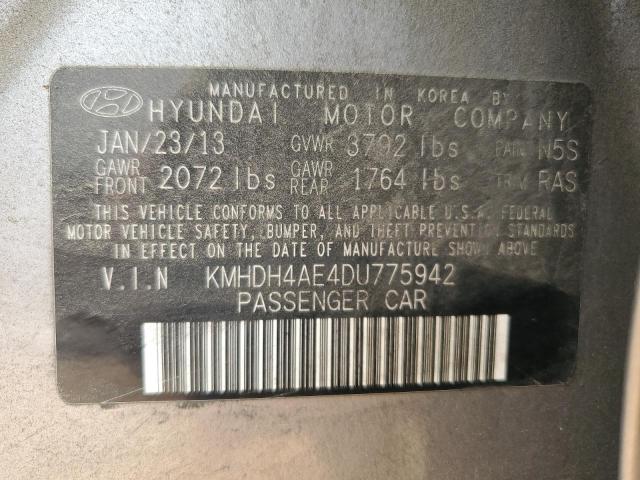 MANUFACTURED IN KOREA BY
HYUNDAI MOTOR COMPANY
JAN/23/13 GVWR 3792 lbs PAINT N5S
GAWR FRONT 2072 lbs GAWR REAR 1764 lbs TRIM RAS
THIS VEHICLE CONFORMS TO ALL APPLICABLE U.S.A. FEDERAL
MOTOR VEHICLE SAFETY, BUMPER, AND THEFT PREVENTION STANDARDS
IN EFFECT ON THE DATE OF MANUFACTURE SHOWN ABOVE
V.I.N KMHDH4AE4DU775942
PASSENGER CAR